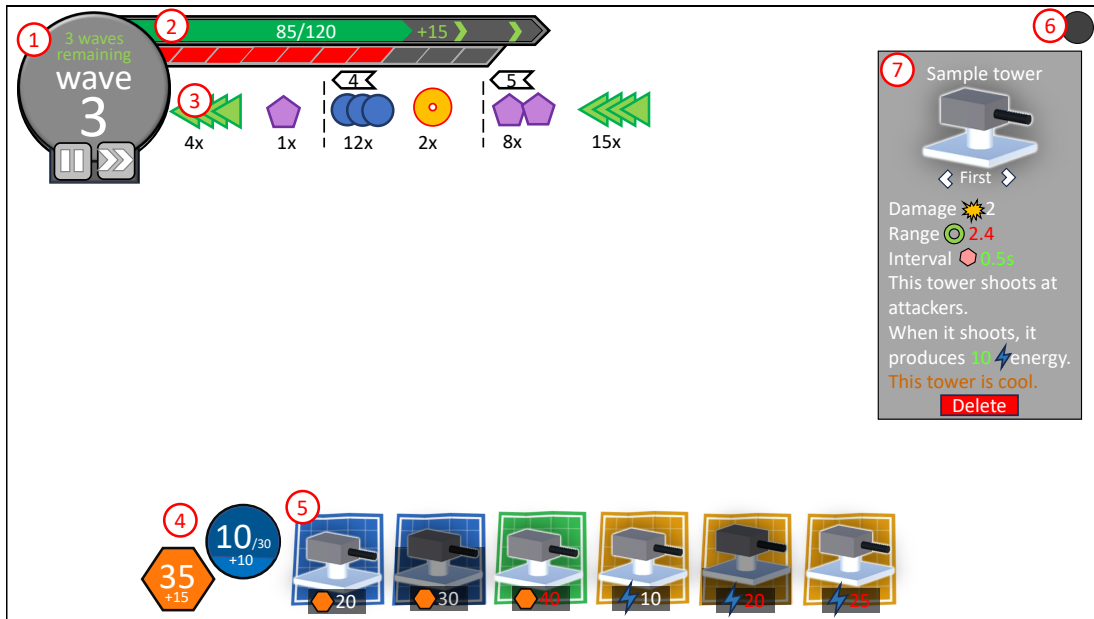 1
3 waves
remaining
wave
3
2
85/120
+15
3
4x
1x
4
12x
2x
5
8x
15x
6
7
Sample tower
First
Damage 2
Range 2.4
Interval 0.5s
This tower shoots at
attackers.
When it shoots, it
produces 10 energy.
This tower is cool.
Delete
4
10/30
+10
35
+15
5
20
30
40
10
20
25